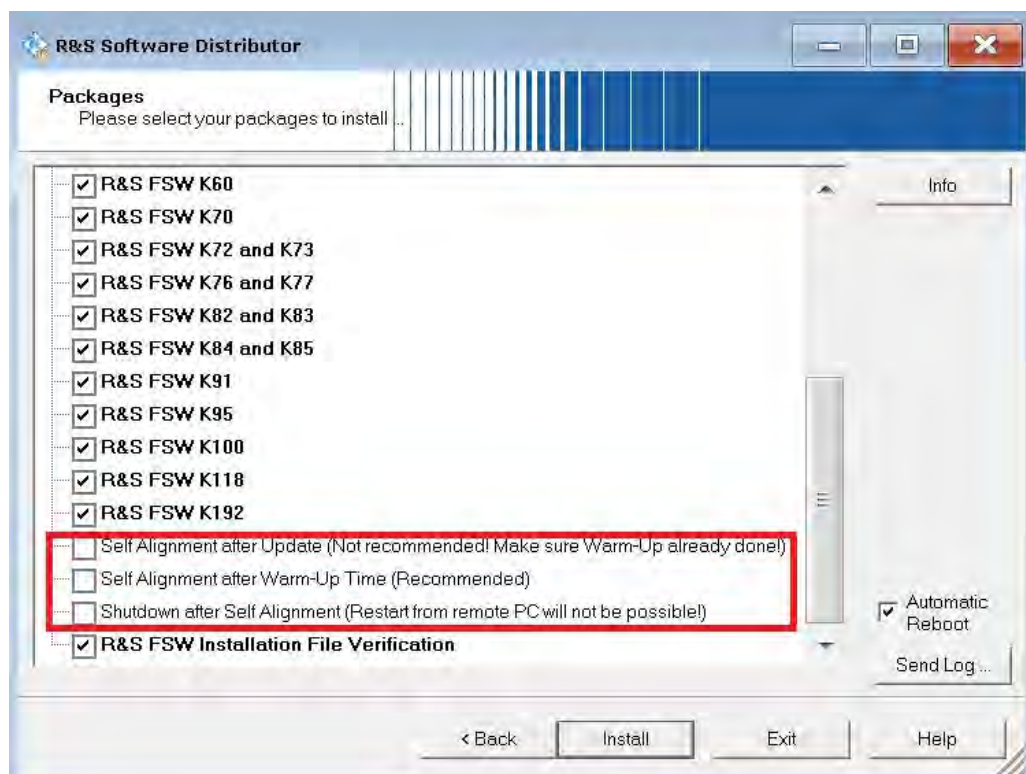 R&S Software Distributor
Packages
Please select your packages to install ..
R&S FSW K60
Info
R&S FSW K70
R&S FSW K72 and K73
R&S FSW K76 and K77
R&S FSW K82 and K83
R&S FSW K84 and K85
R&S FSW K91
R&S FSW K95
R&S FSW K100
R&S FSW K118
R&S FSW K192
Self Alignment after Update (Not recommended! Make sure Warm-Up already done!)
Self Alignment after Warm-Up Time (Recommended)
Shutdown after Self Alignment (Restart from remote PC will not be possible!)
Automatic
Reboot
R&S FSW Installation File Verification
Send Log ...
< Back
Install
Exit
Help